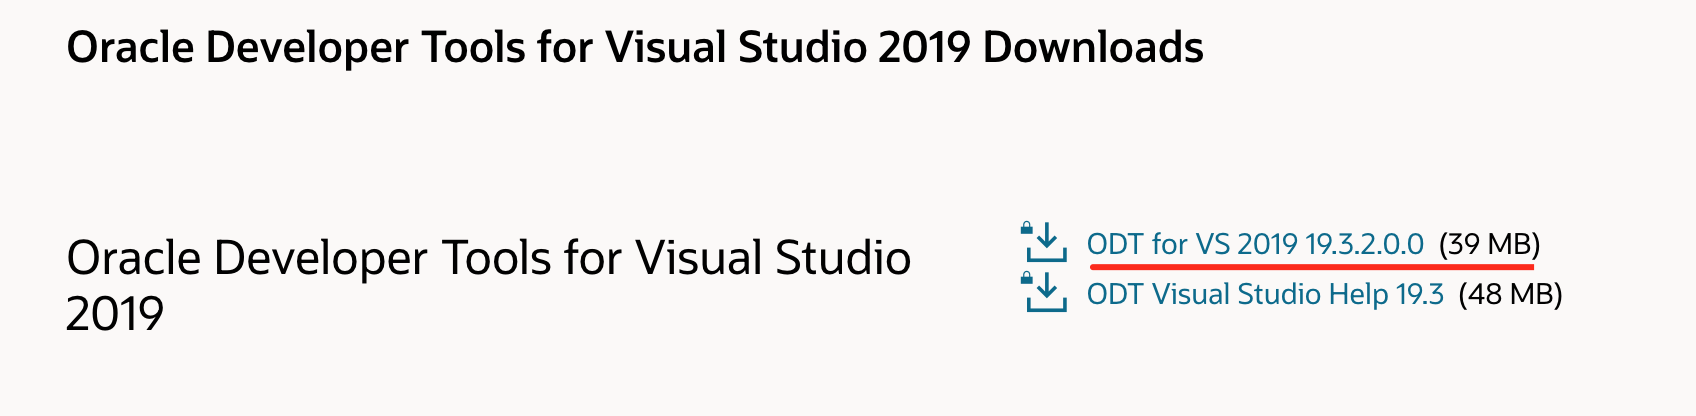 Oracle Developer Tools for Visual Studio 2019 Downloads
Oracle Developer Tools for Visual Studio
2019
ODT for VS 2019 19.3.2.0.0 (39 MB)
ODT Visual Studio Help 19.3 (48 MB)